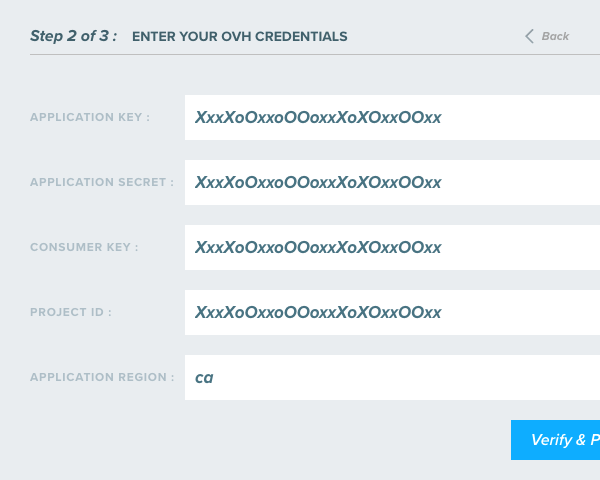 Step 2 of 3 : ENTER YOUR OVH CREDENTIALS Back
APPLICATION KEY : XxxXoOxxoOOoxxXoXOxxOOxx
APPLICATION SECRET : XxxXoOxxoOOoxxXoXOxxOOxx
CONSUMER KEY : XxxXoOxxoOOoxxXoXOxxOOxx
PROJECT ID : XxxXoOxxoOOoxxXoXOxxOOxx
APPLICATION REGION : ca
Verify & P